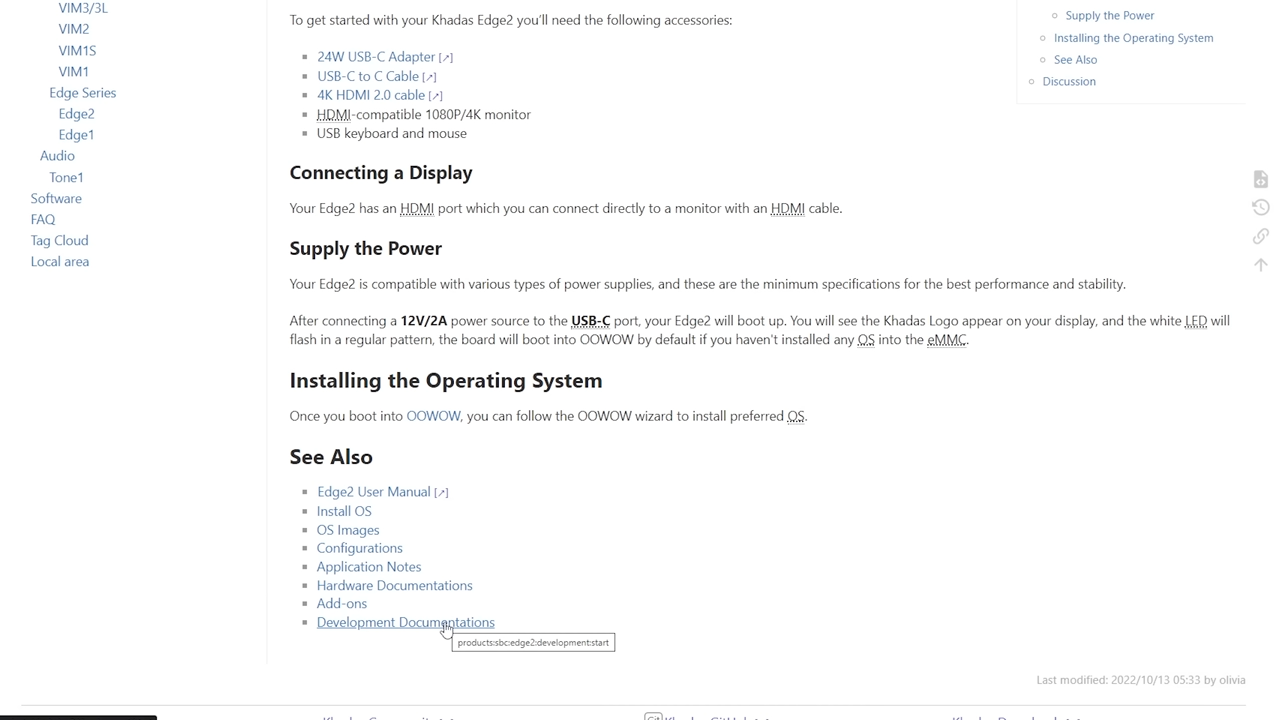 VIM3/3L
VIM2
VIM1S
VIM1
Edge Series
Edge2
Edge1
Audio
Tone1
Software
FAQ
Tag Cloud
Local area
To get started with your Khadas Edge2 you'll need the following accessories:
24W USB-C Adapter [↗]
USB-C to C Cable [↗]
4K HDMI 2.0 cable [↗]
HDMI-compatible 1080P/4K monitor
USB keyboard and mouse
Connecting a Display
Your Edge2 has an HDMI port which you can connect directly to a monitor with an HDMI cable.
Supply the Power
Your Edge2 is compatible with various types of power supplies, and these are the minimum specifications for the best performance and stability.
After connecting a 12V/2A power source to the USB-C port, your Edge2 will boot up. You will see the Khadas Logo appear on your display, and the white LED will
flash in a regular pattern, the board will boot into OOWOW by default if you haven't installed any OS into the eMMC.
Installing the Operating System
Once you boot into OOWOW, you can follow the OOWOW wizard to install preferred OS.
See Also
Edge2 User Manual [↗]
Install OS
OS Images
Configurations
Application Notes
Hardware Documentations
Add-ons
Development Documentations
products:sbc:edge2:development:start
Supply the Power
Installing the Operating System
See Also
Discussion
Last modified: 2022/10/13 05:33 by olivia